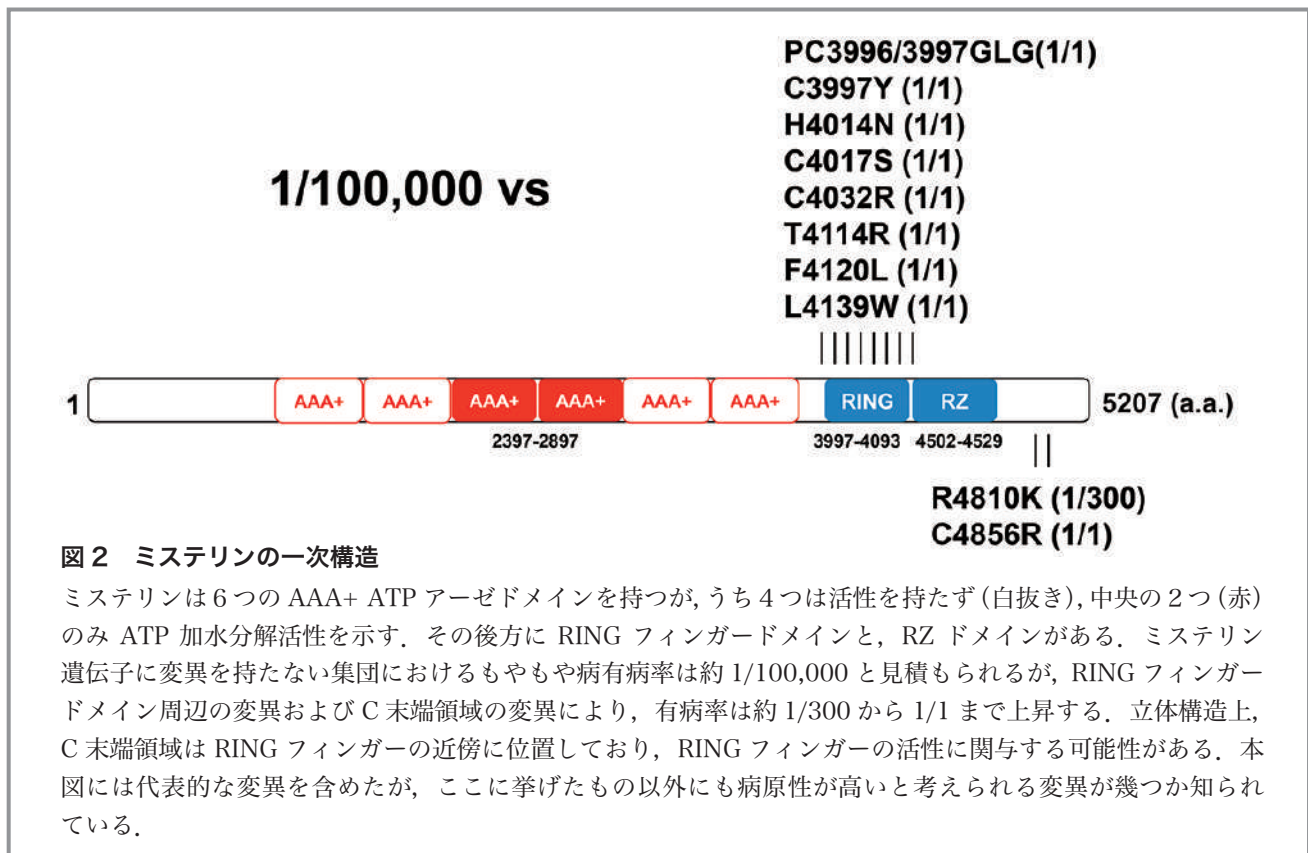 PC3996/3997GLG(1/1)
C3997Y (1/1)
H4014N (1/1)
C4017S (1/1)
1/100,000 vs
C4032R (1/1)
T4114R (1/1)
F4120L (1/1)
L4139W (1/1)
1 AAA+ AAA+ AAA+ AAA+ AAA+ AAA+ RING RZ 5207 (a.a.)
2397-2897 3997-4093 4502-4529
R4810K (1/300)
C4856R (1/1)
図2 ミステリンの一次構造
ミステリンは6つの AAA+ ATP アーゼドメインを持つが,うち4つは活性を持たず(白抜き),中央の2つ(赤)
のみ ATP 加水分解活性を示す.その後方に RING フィンガードメインと,RZ ドメインがある.ミステリン
遺伝子に変異を持たない集団におけるもやもや病有病率は約 1/100,000 と見積もられるが,RING フィンガー
ドメイン周辺の変異および C 末端領域の変異により,有病率は約 1/300 から 1/1 まで上昇する.立体構造上,
C 末端領域は RING フィンガーの近傍に位置しており,RING フィンガーの活性に関与する可能性がある.本
図には代表的な変異を含めたが,ここに挙げたもの以外にも病原性が高いと考えられる変異が幾つか知られ
ている.